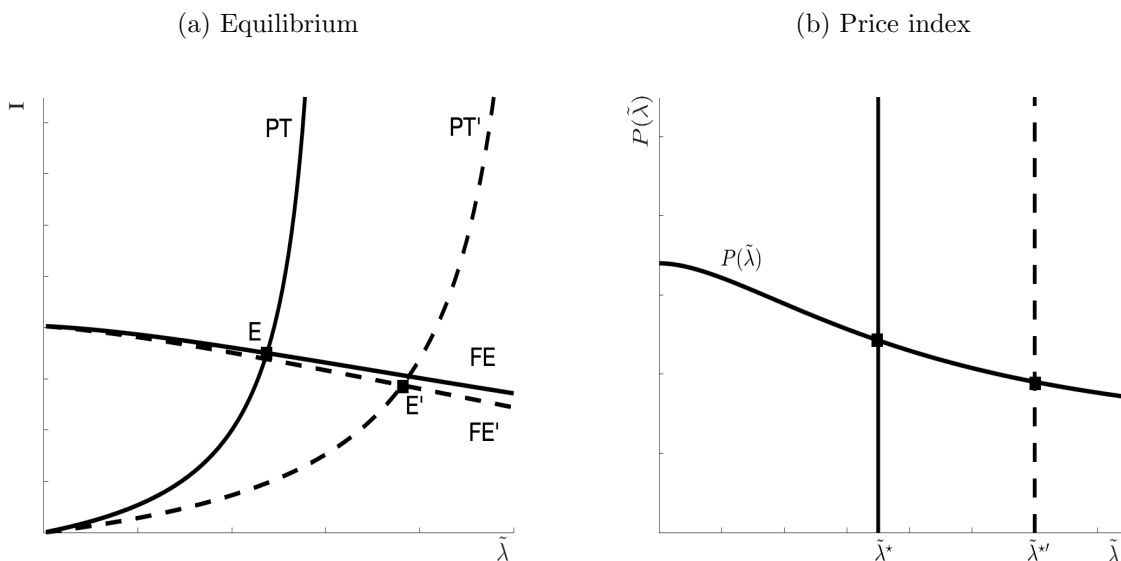 (a) Equilibrium
I
PT
PT'
E
FE
E'
FE'
λ̃
(b) Price index
P(λ̃)
P(λ̃)
λ̃⋆
λ̃⋆′
λ̃